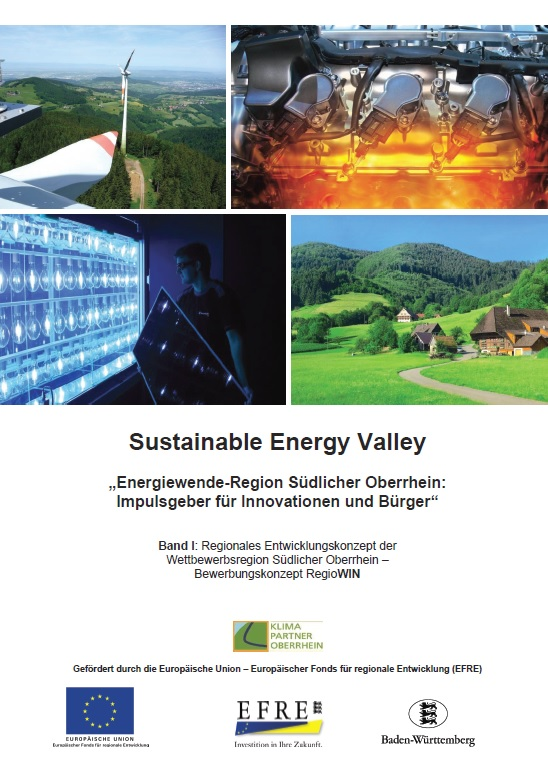 Sustainable Energy Valley
„Energiewende-Region Südlicher Oberrhein:
Impulsgeber für Innovationen und Bürger“
Band I: Regionales Entwicklungskonzept der
Wettbewerbsregion Südlicher Oberrhein –
Bewerbungskonzept RegioWIN
KLIMA
PARTNER
OBERRHEIN
Gefördert durch die Europäische Union – Europäischer Fonds für regionale Entwicklung (EFRE)
EUROPÄISCHE UNION
Europäischer Fonds für regionale Entwicklung
EFRE
Investition in Ihre Zukunft.
Baden-Württemberg